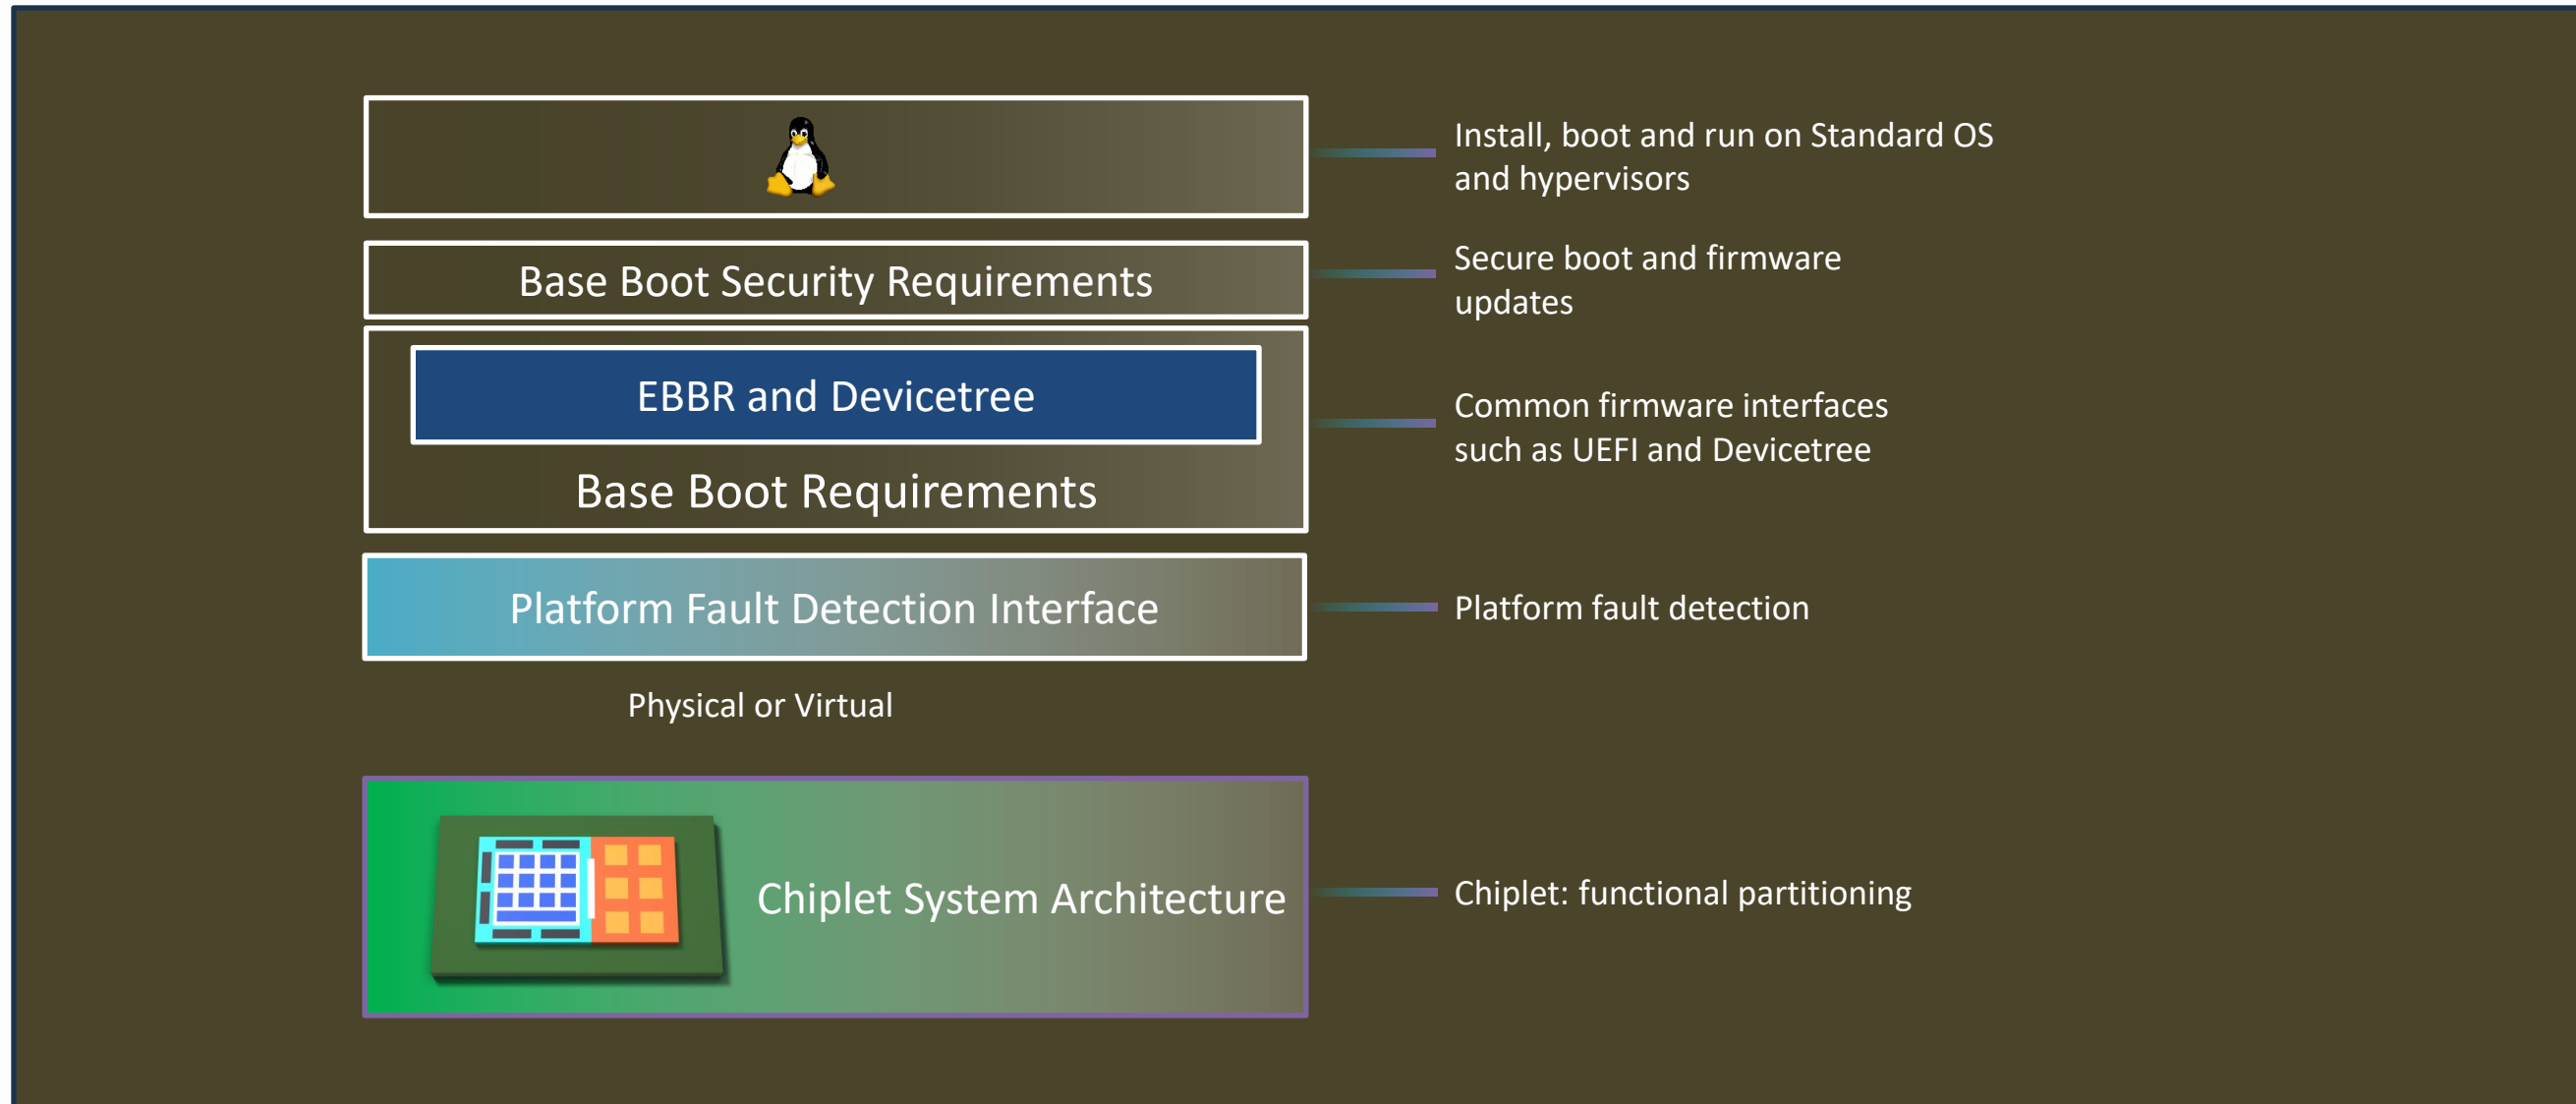 Install, boot and run on Standard OS
and hypervisors
Base Boot Security Requirements
Secure boot and firmware
updates
EBBR and Devicetree
Base Boot Requirements
Common firmware interfaces
such as UEFI and Devicetree
Platform Fault Detection Interface
Platform fault detection
Physical or Virtual
Chiplet System Architecture
Chiplet: functional partitioning